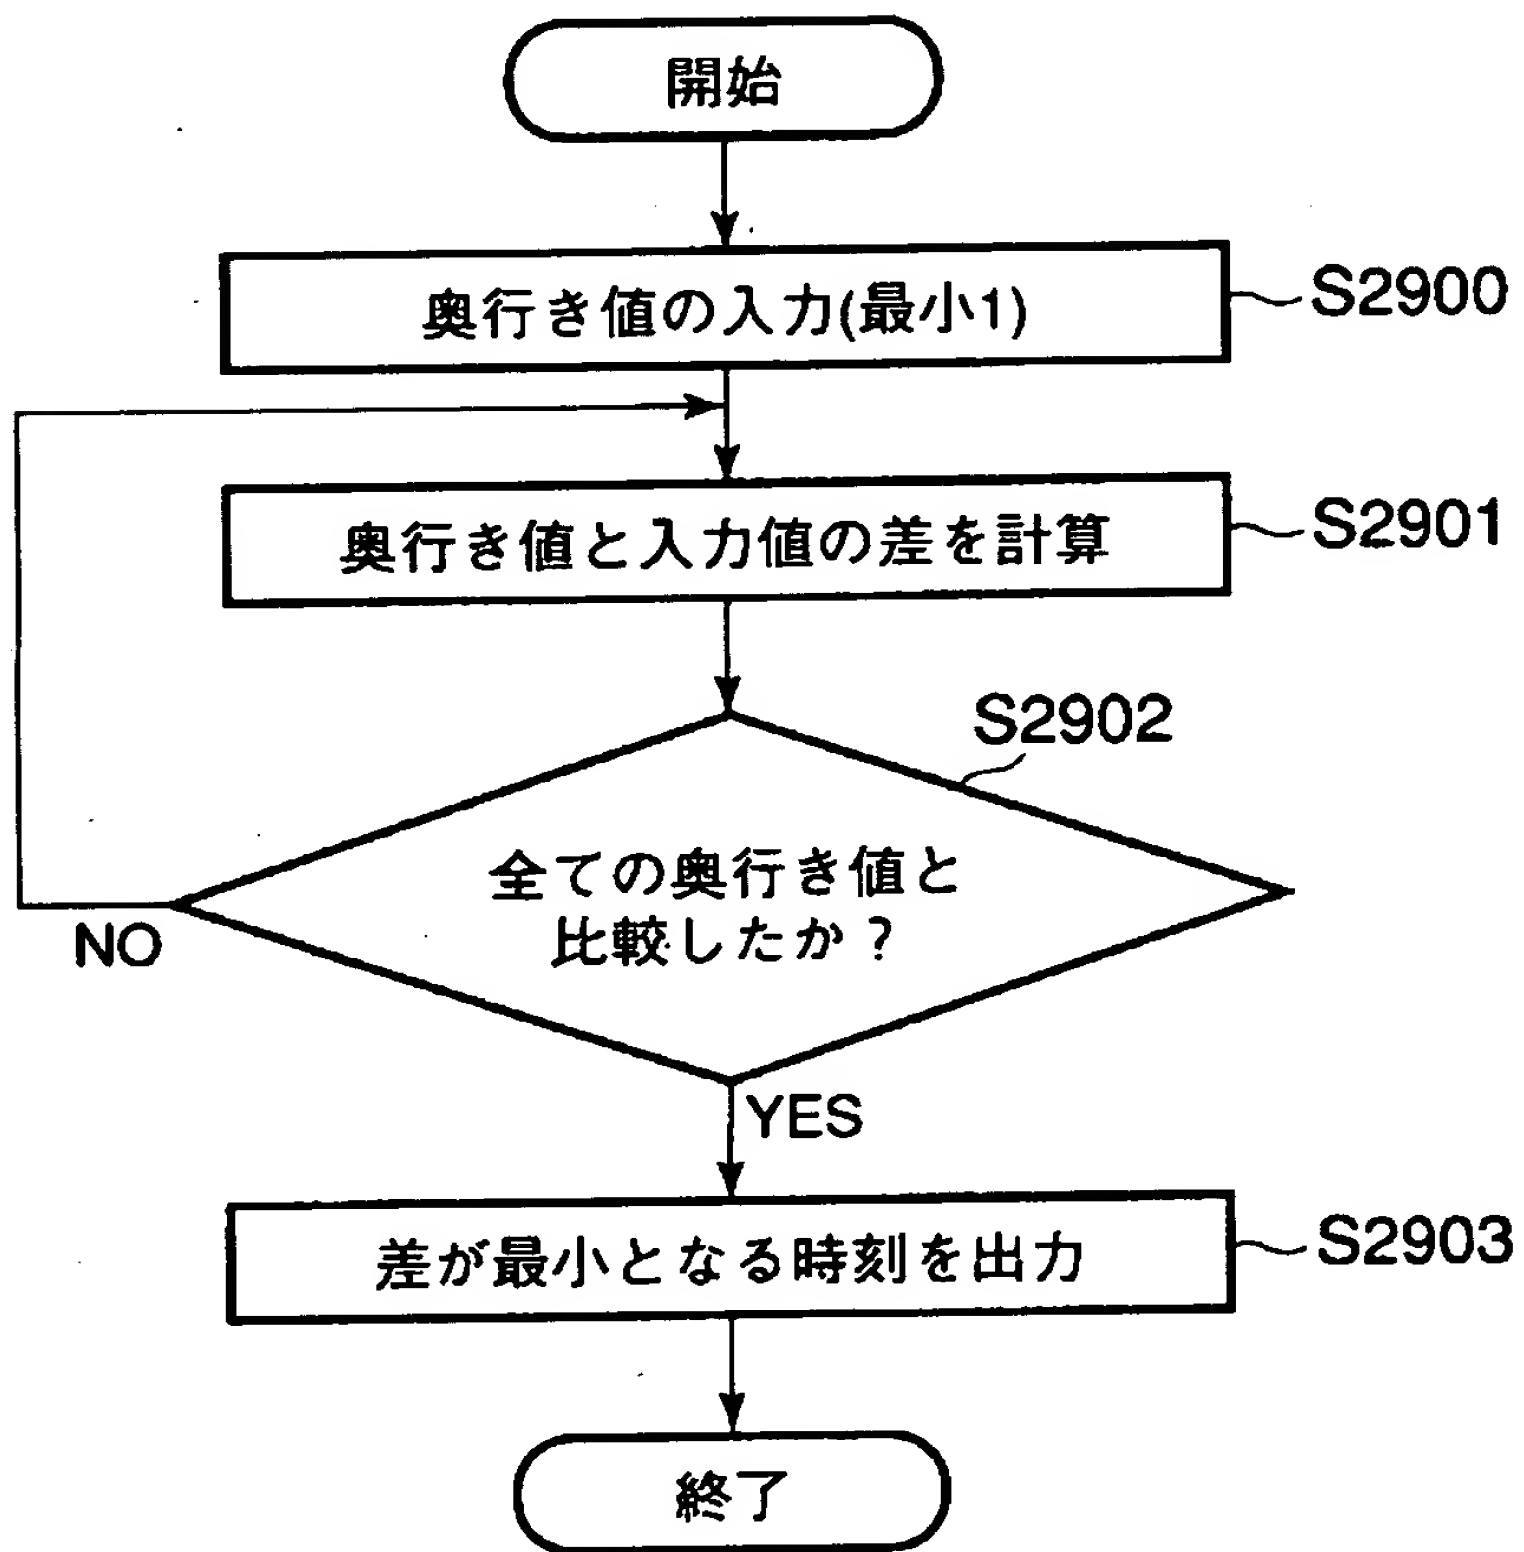 開始
奥行き値の入力(最小1)
S2900
奥行き値と入力値の差を計算
S2901
S2902
全ての奥行き値と
比較したか？
NO
YES
差が最小となる時刻を出力
S2903
終了